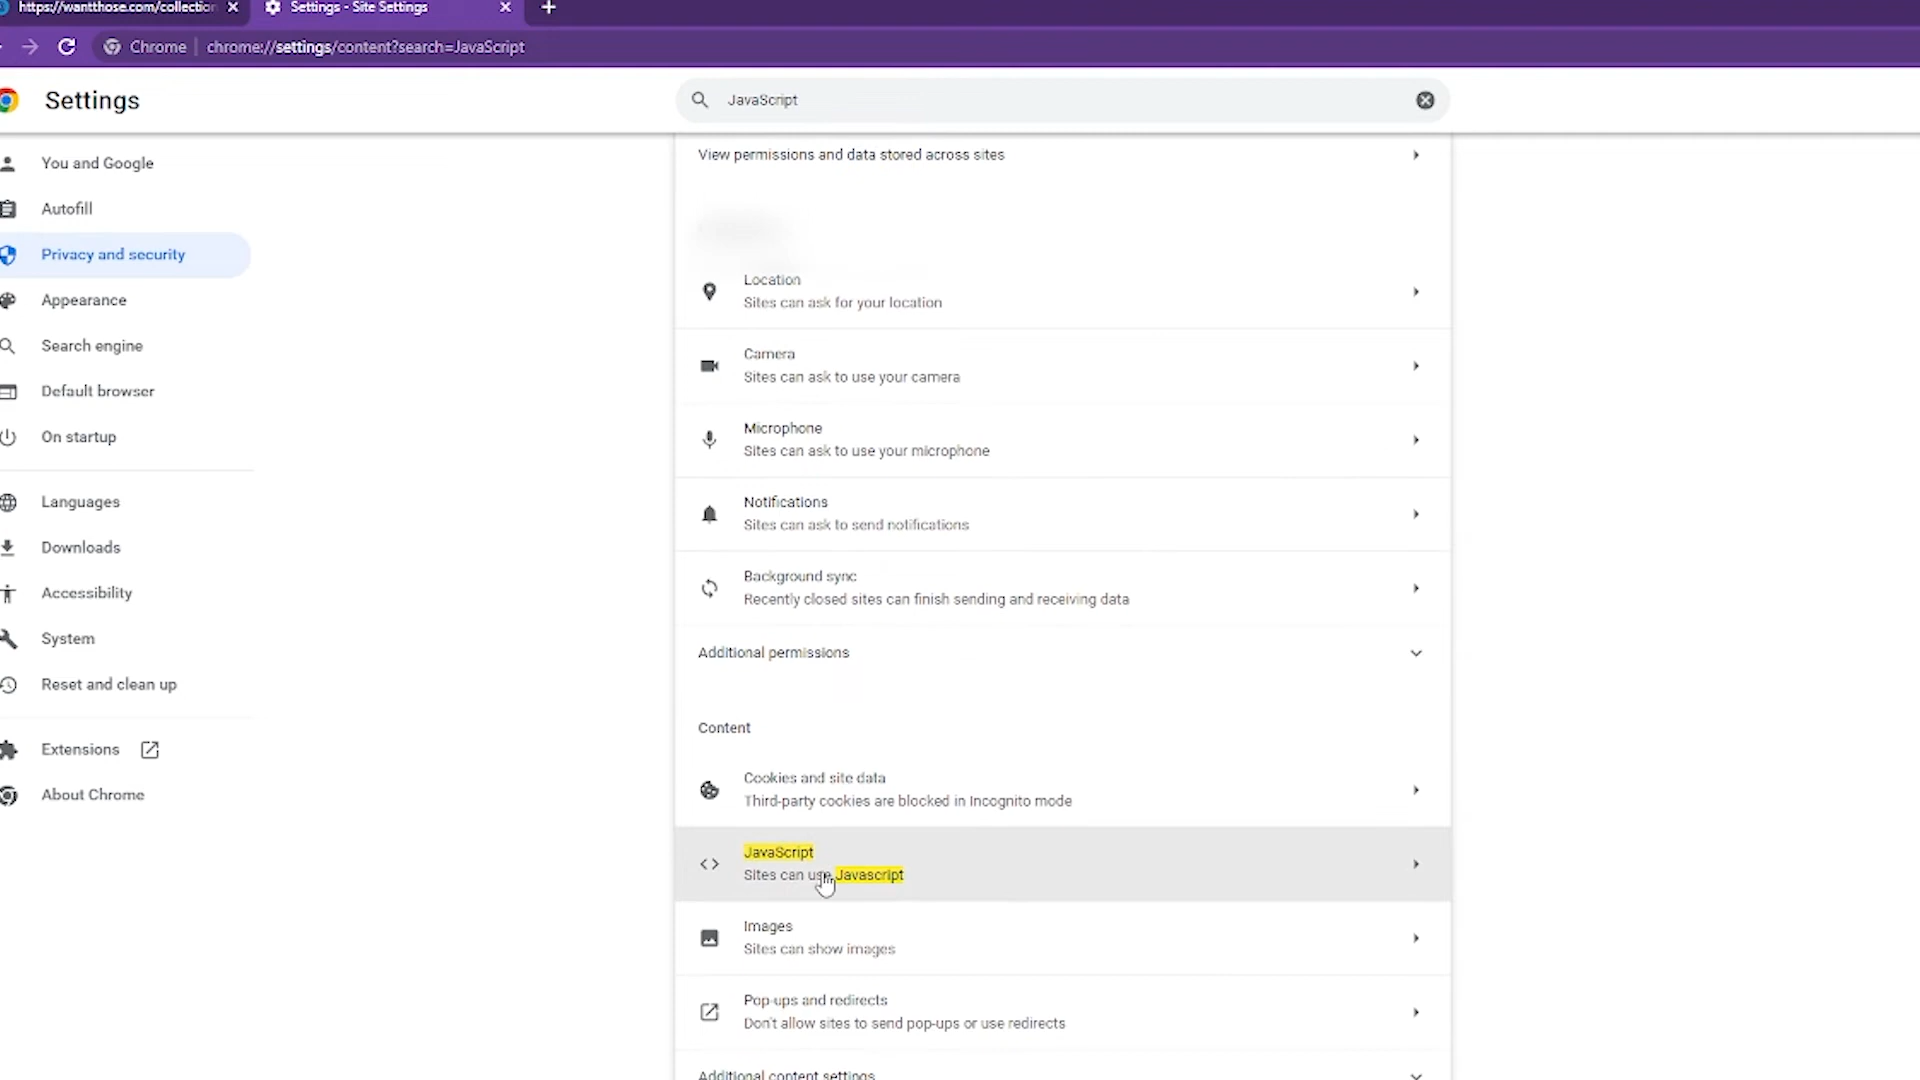 https://wantthose.com/collection
Settings - Site Settings
Chrome
chrome://settings/content?search=JavaScript
Settings
JavaScript
You and Google
Autofill
Privacy and security
Appearance
Search engine
Default browser
On startup
Languages
Downloads
Accessibility
System
Reset and clean up
Extensions
About Chrome
View permissions and data stored across sites
Location
Sites can ask for your location
Camera
Sites can ask to use your camera
Microphone
Sites can ask to use your microphone
Notifications
Sites can ask to send notifications
Background sync
Recently closed sites can finish sending and receiving data
Additional permissions
Content
Cookies and site data
Third-party cookies are blocked in Incognito mode
JavaScript
Sites can use Javascript
Images
Sites can show images
Pop-ups and redirects
Don't allow sites to send pop-ups or use redirects
Additional content settings